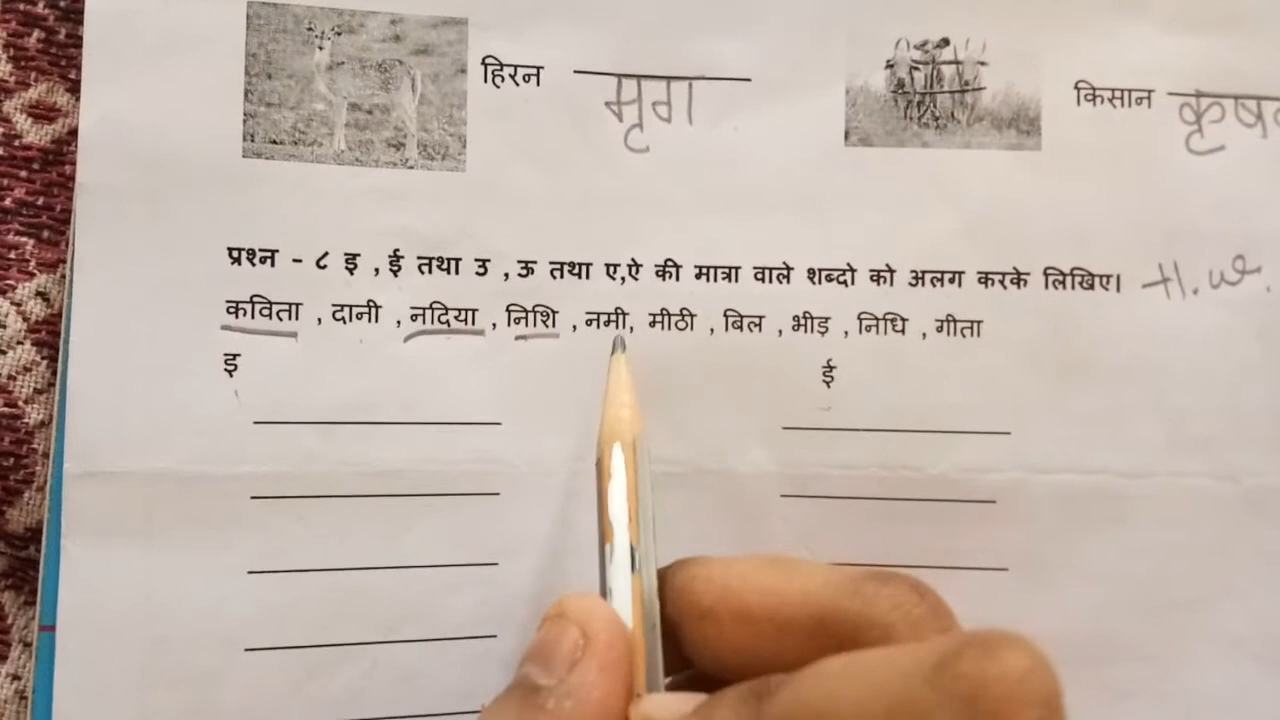 हिरन मृग किसान
प्रश्न - ८ इ , ई तथा उ , ऊ तथा ए,ऐ की मात्रा वाले शब्दो को अलग करके लिखिए। H.W.
कविता , दानी , नदिया , निशि , नमी, मीठी , बिल , भीड़ , निधि , गीता
इ ई